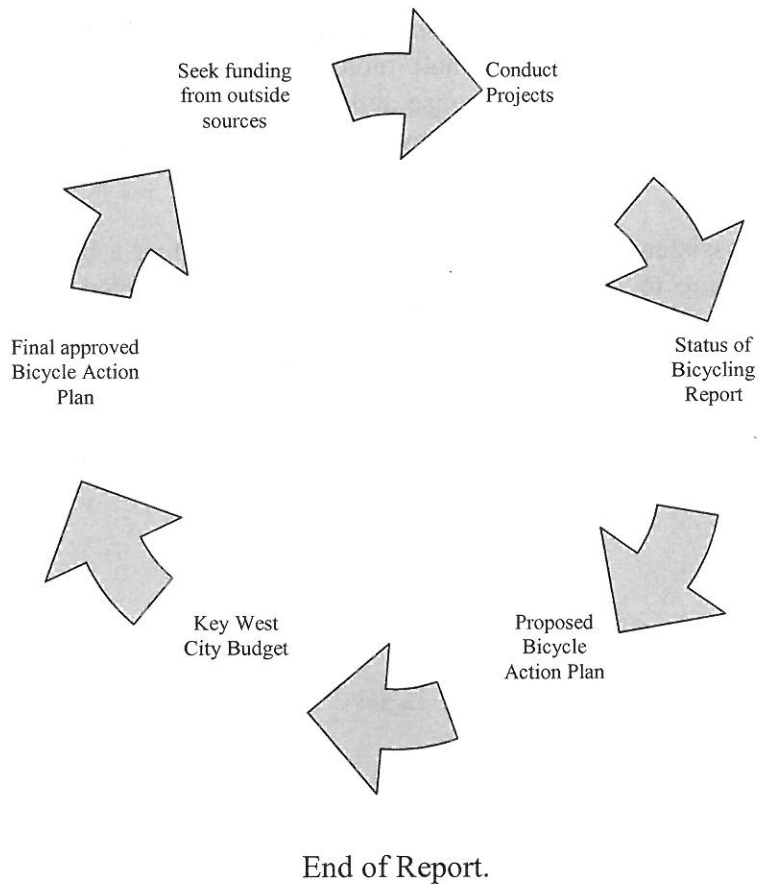 Seek funding
from outside
sources
Conduct
Projects
Status of
Bicycling
Report
Proposed
Bicycle
Action Plan
Key West
City Budget
Final approved
Bicycle Action
Plan
End of Report.